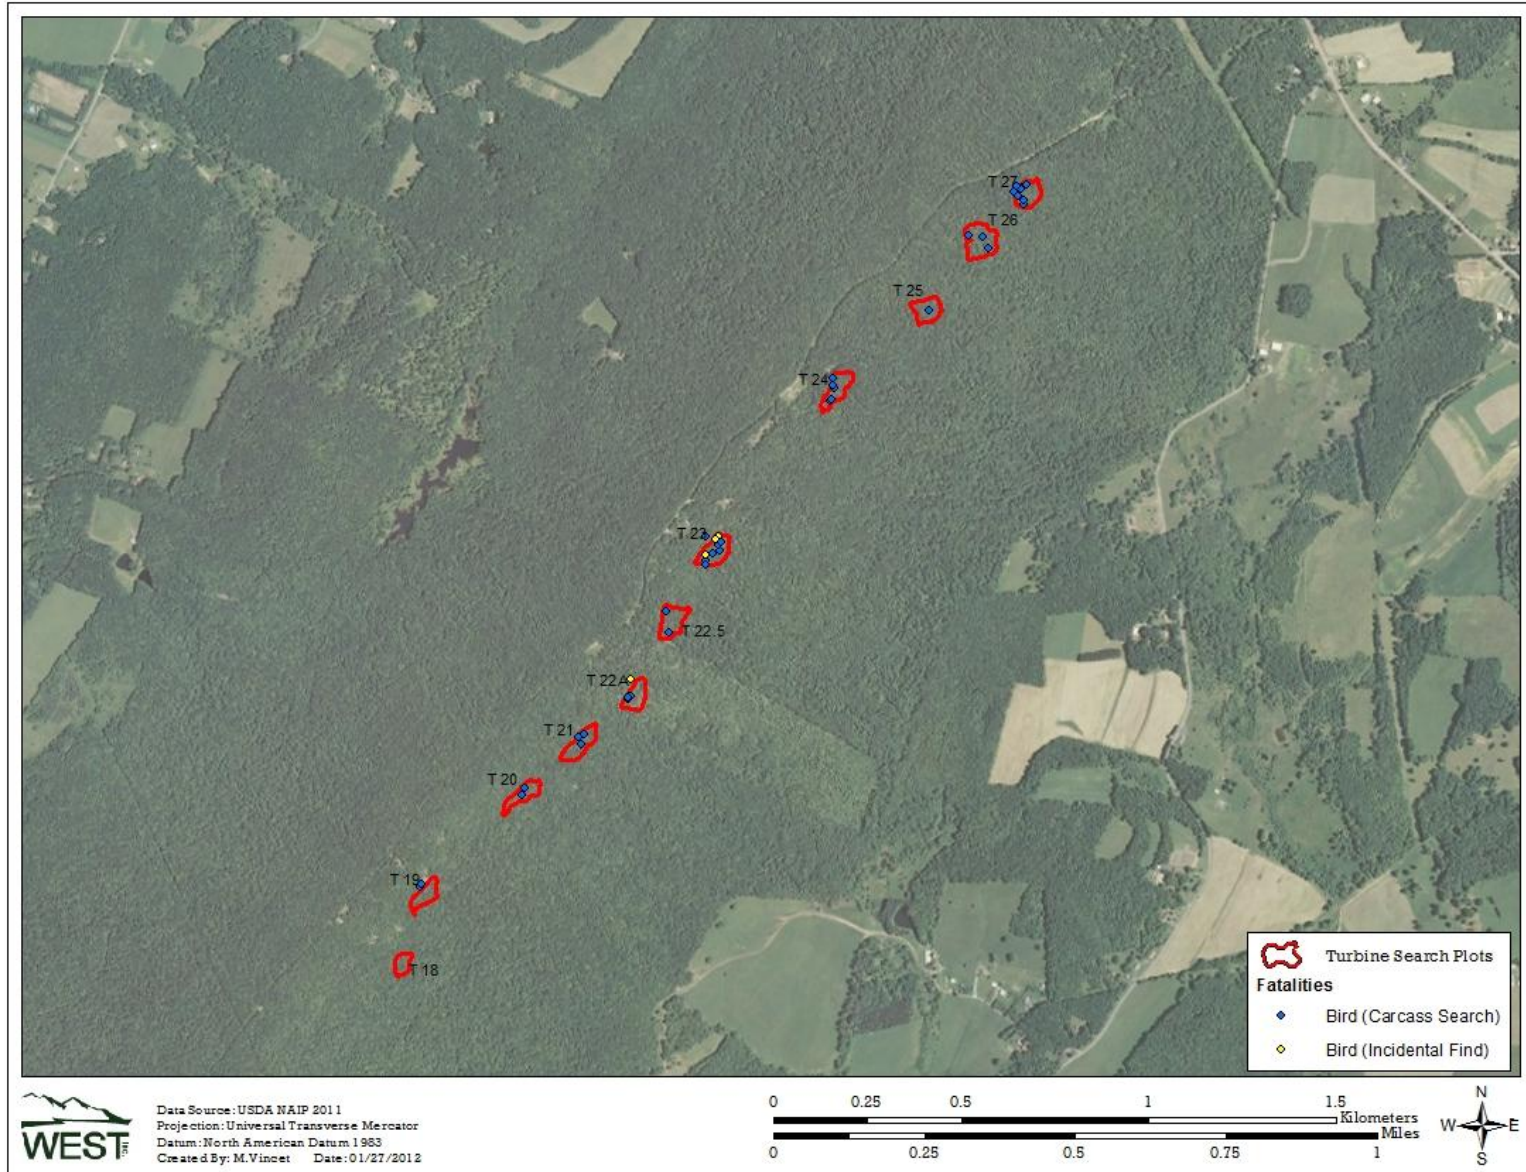 T 27
T 26
T 25
T 24
T 23
T 22.5
T 22A
T 21
T 20
T 19
T 18
Turbine Search Plots
Fatalities
Bird (Carcass Search)
Bird (Incidental Find)
WEST INC.
Data Source: USDA NAIP 2011
Projection: Universal Transverse Mercator
Datum: North American Datum 1983
Created By: M.Vincet Date: 01/27/2012
0 0.25 0.5 1 1.5
Kilometers
Miles
0 0.25 0.5 0.75 1
N
W E
S